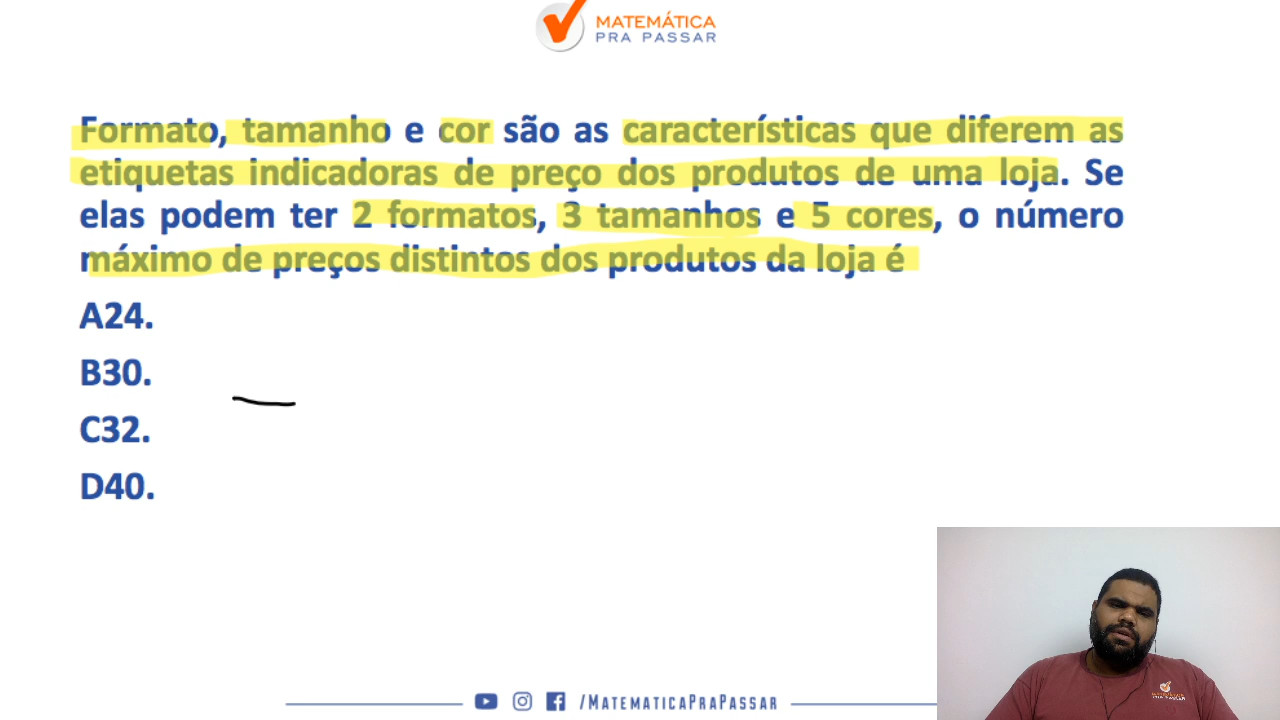 MATEMÁTICA
PRA PASSAR
Formato, tamanho e cor são as características que diferem as
etiquetas indicadoras de preço dos produtos de uma loja. Se
elas podem ter 2 formatos, 3 tamanhos e 5 cores, o número
máximo de preços distintos dos produtos da loja é
A24.
B30.
C32.
D40.
/MATEMATICAPRAPASSAR